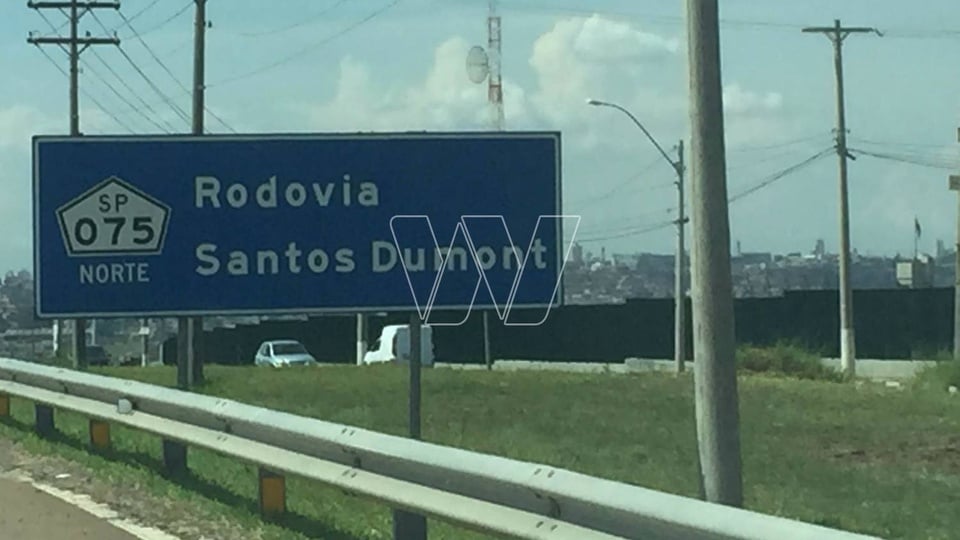 SP
075
NORTE
Rodovia
Santos Dumont
W